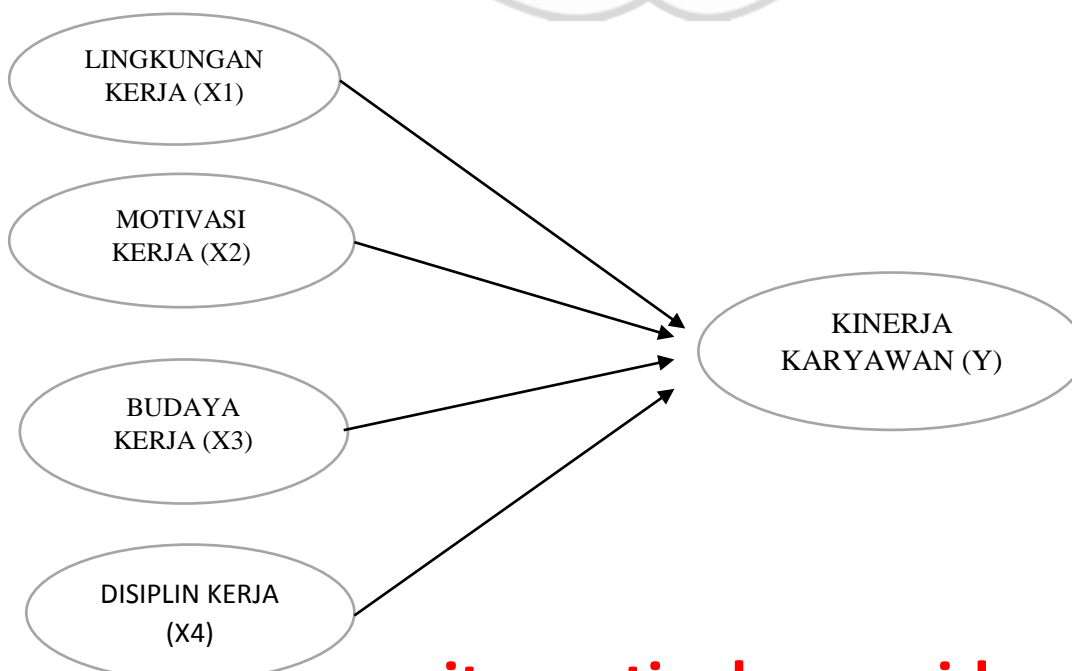 LINGKUNGAN
KERJA (X1)
MOTIVASI
KERJA (X2)
BUDAYA
KERJA (X3)
DISIPLIN KERJA
(X4)
KINERJA
KARYAWAN (Y)